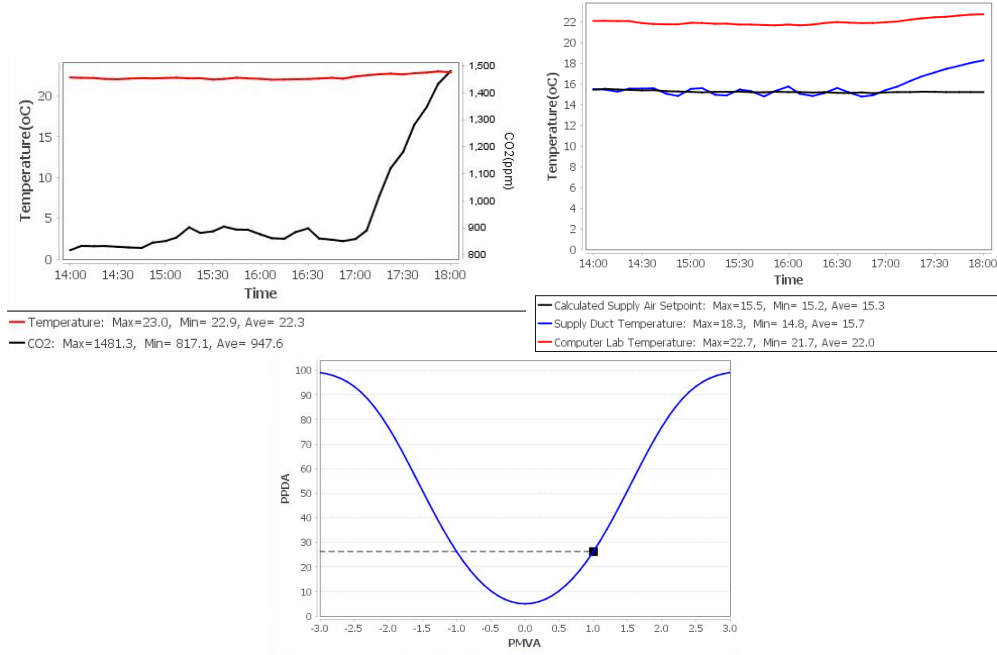 Temperature(oC)
20
15
10
5
0
1,500
1,400
1,300
1,200
1,100
1,000
900
800
CO2(ppm)
14:00 14:30 15:00 15:30 16:00 16:30 17:00 17:30 18:00
Time
Temperature: Max=23.0, Min= 22.9, Ave= 22.3
CO2: Max=1481.3, Min= 817.1, Ave= 947.6
Temperature(oC)
22
20
18
16
14
12
10
8
6
4
2
0
14:00 14:30 15:00 15:30 16:00 16:30 17:00 17:30 18:00
Time
Calculated Supply Air Setpoint: Max=15.5, Min= 15.2, Ave= 15.3
Supply Duct Temperature: Max=18.3, Min= 14.8, Ave= 15.7
Computer Lab Temperature: Max=22.7, Min= 21.7, Ave= 22.0
PPDA
100
90
80
70
60
50
40
30
20
10
0
-3.0 -2.5 -2.0 -1.5 -1.0 -0.5 0.0 0.5 1.0 1.5 2.0 2.5 3.0
PMVA